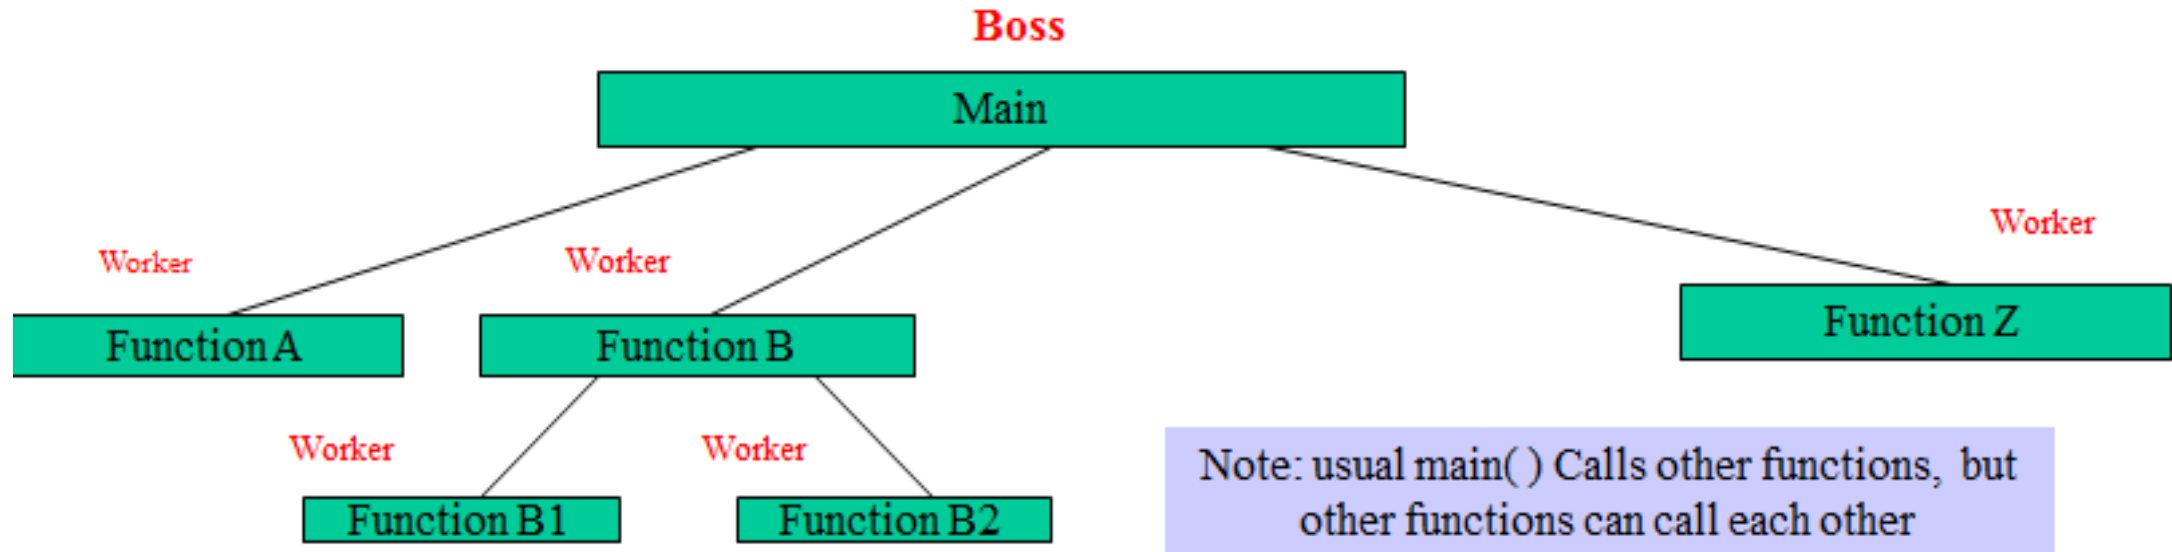 Boss
Main
Worker
Worker
Worker
Function A
Function B
Function Z
Worker
Worker
Function B1
Function B2
Note: usual main( ) Calls other functions, but
other functions can call each other